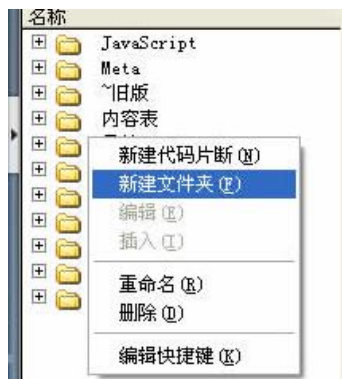 名称
JavaScript
Meta
~旧版
内容表
新建代码片断(N)
新建文件夹(F)
编辑(E)
插入(I)
重命名(R)
删除(D)
编辑快捷键(K)